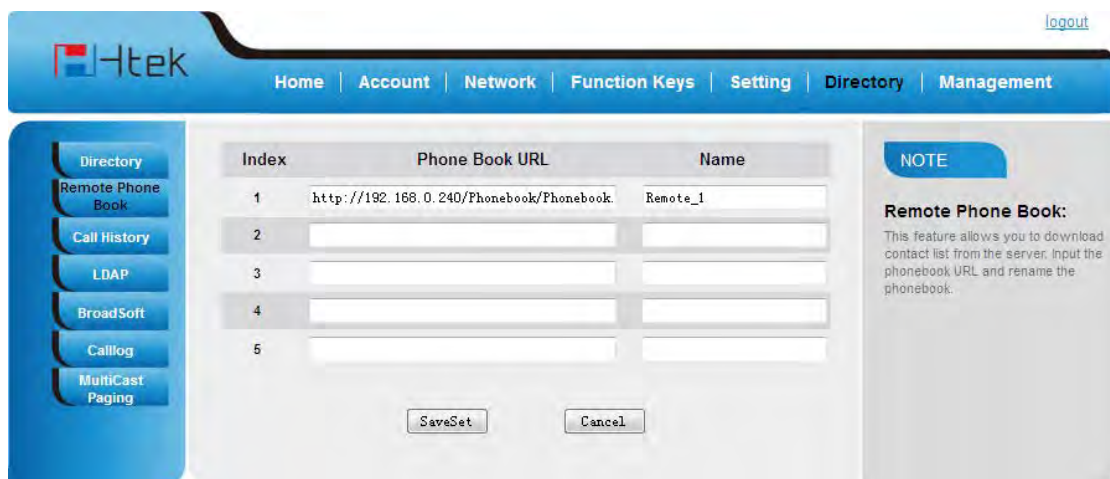 logout
Htek
Home | Account | Network | Function Keys | Setting | Directory | Management
Directory
Remote Phone
Book
Call History
LDAP
BroadSoft
Calllog
MultiCast
Paging
Index Phone Book URL Name
1 http://192.168.0.240/Phonebook/Phonebook. Remote_1
2
3
4
5
SaveSet Cancel
NOTE
Remote Phone Book:
This feature allows you to download
contact list from the server. Input the
phonebook URL and rename the
phonebook.